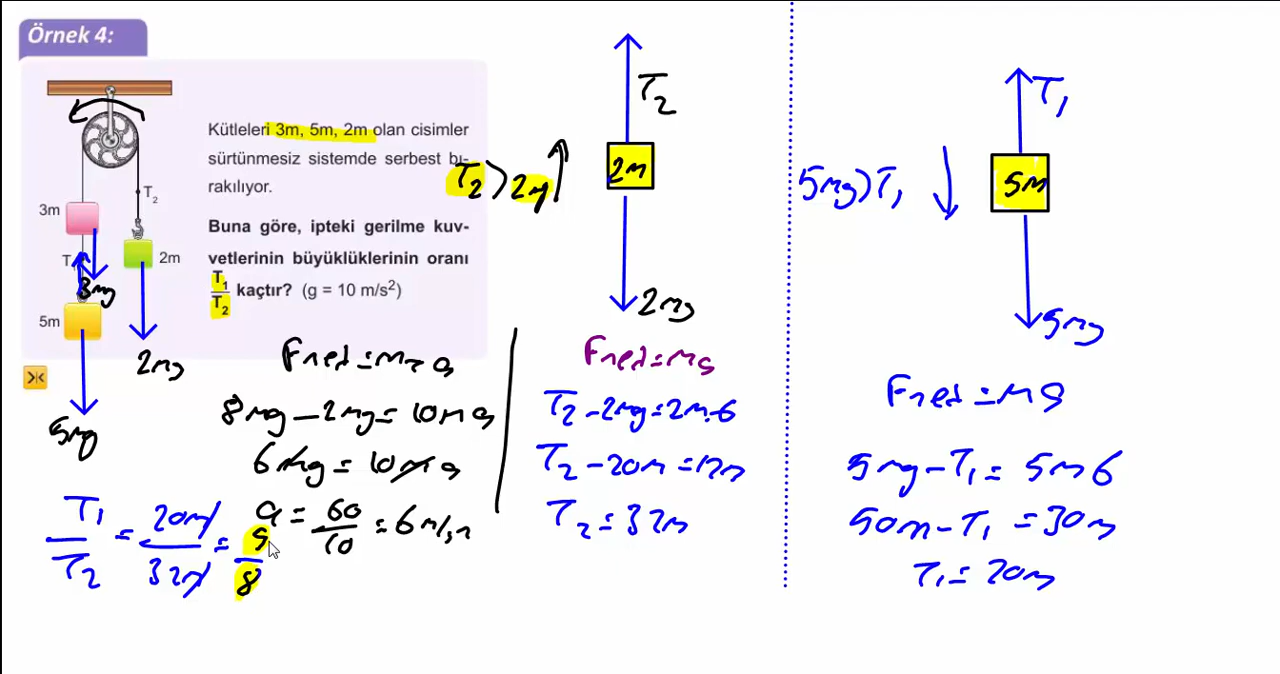 Örnek 4:
Kütleleri 3m, 5m, 2m olan cisimler
sürtünmesiz sistemde serbest bı-
rakılıyor.
Buna göre, ipteki gerilme kuv-
vetlerinin büyüklüklerinin oranı
T₁/T₂ kaçtır? (g = 10 m/s²)
T₂
3m
2m
T
5m
3mg
2mg
5mg
Fnet = m a
8mg - 2mg = 10m a
6mg = 10m a
a = 60/10 = 6 m/s²
T₁/T₂ = 20m/32m = 5/8
T₂
2m
T₂ > 2mg
2mg
Fnet = ma
T₂ - 2mg = 2m.6
T₂ - 20m = 12m
T₂ = 32m
T₁
5m
5mg > T₁
5mg
Fnet = ma
5mg - T₁ = 5m6
50m - T₁ = 30m
T₁ = 20m